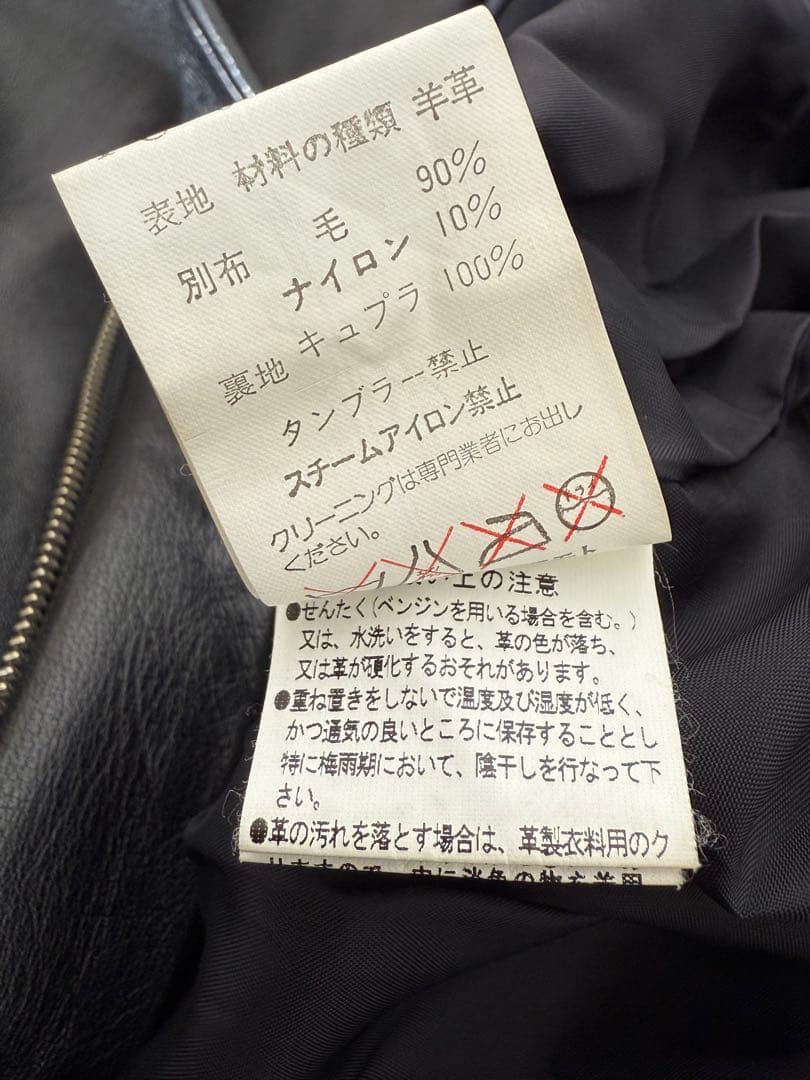 表地 材料の種類 羊革
別布 毛 90%
ナイロン 10%
裏地 キュプラ 100%
タンブラー禁止
スチームアイロン禁止
クリーニングは専門業者にお出し
ください。
ドライ
上の注意
●せんたく(ベンジンを用いる場合を含む。)
又は、水洗いをすると、革の色が落ち、
又は革が硬化するおそれがあります。
●重ね置きをしないで温度及び湿度が低く、
かつ通気の良いところに保存することとし
特に梅雨期において、陰干しを行なって下
さい。
●革の汚れを落とす場合は、革製衣料用のク